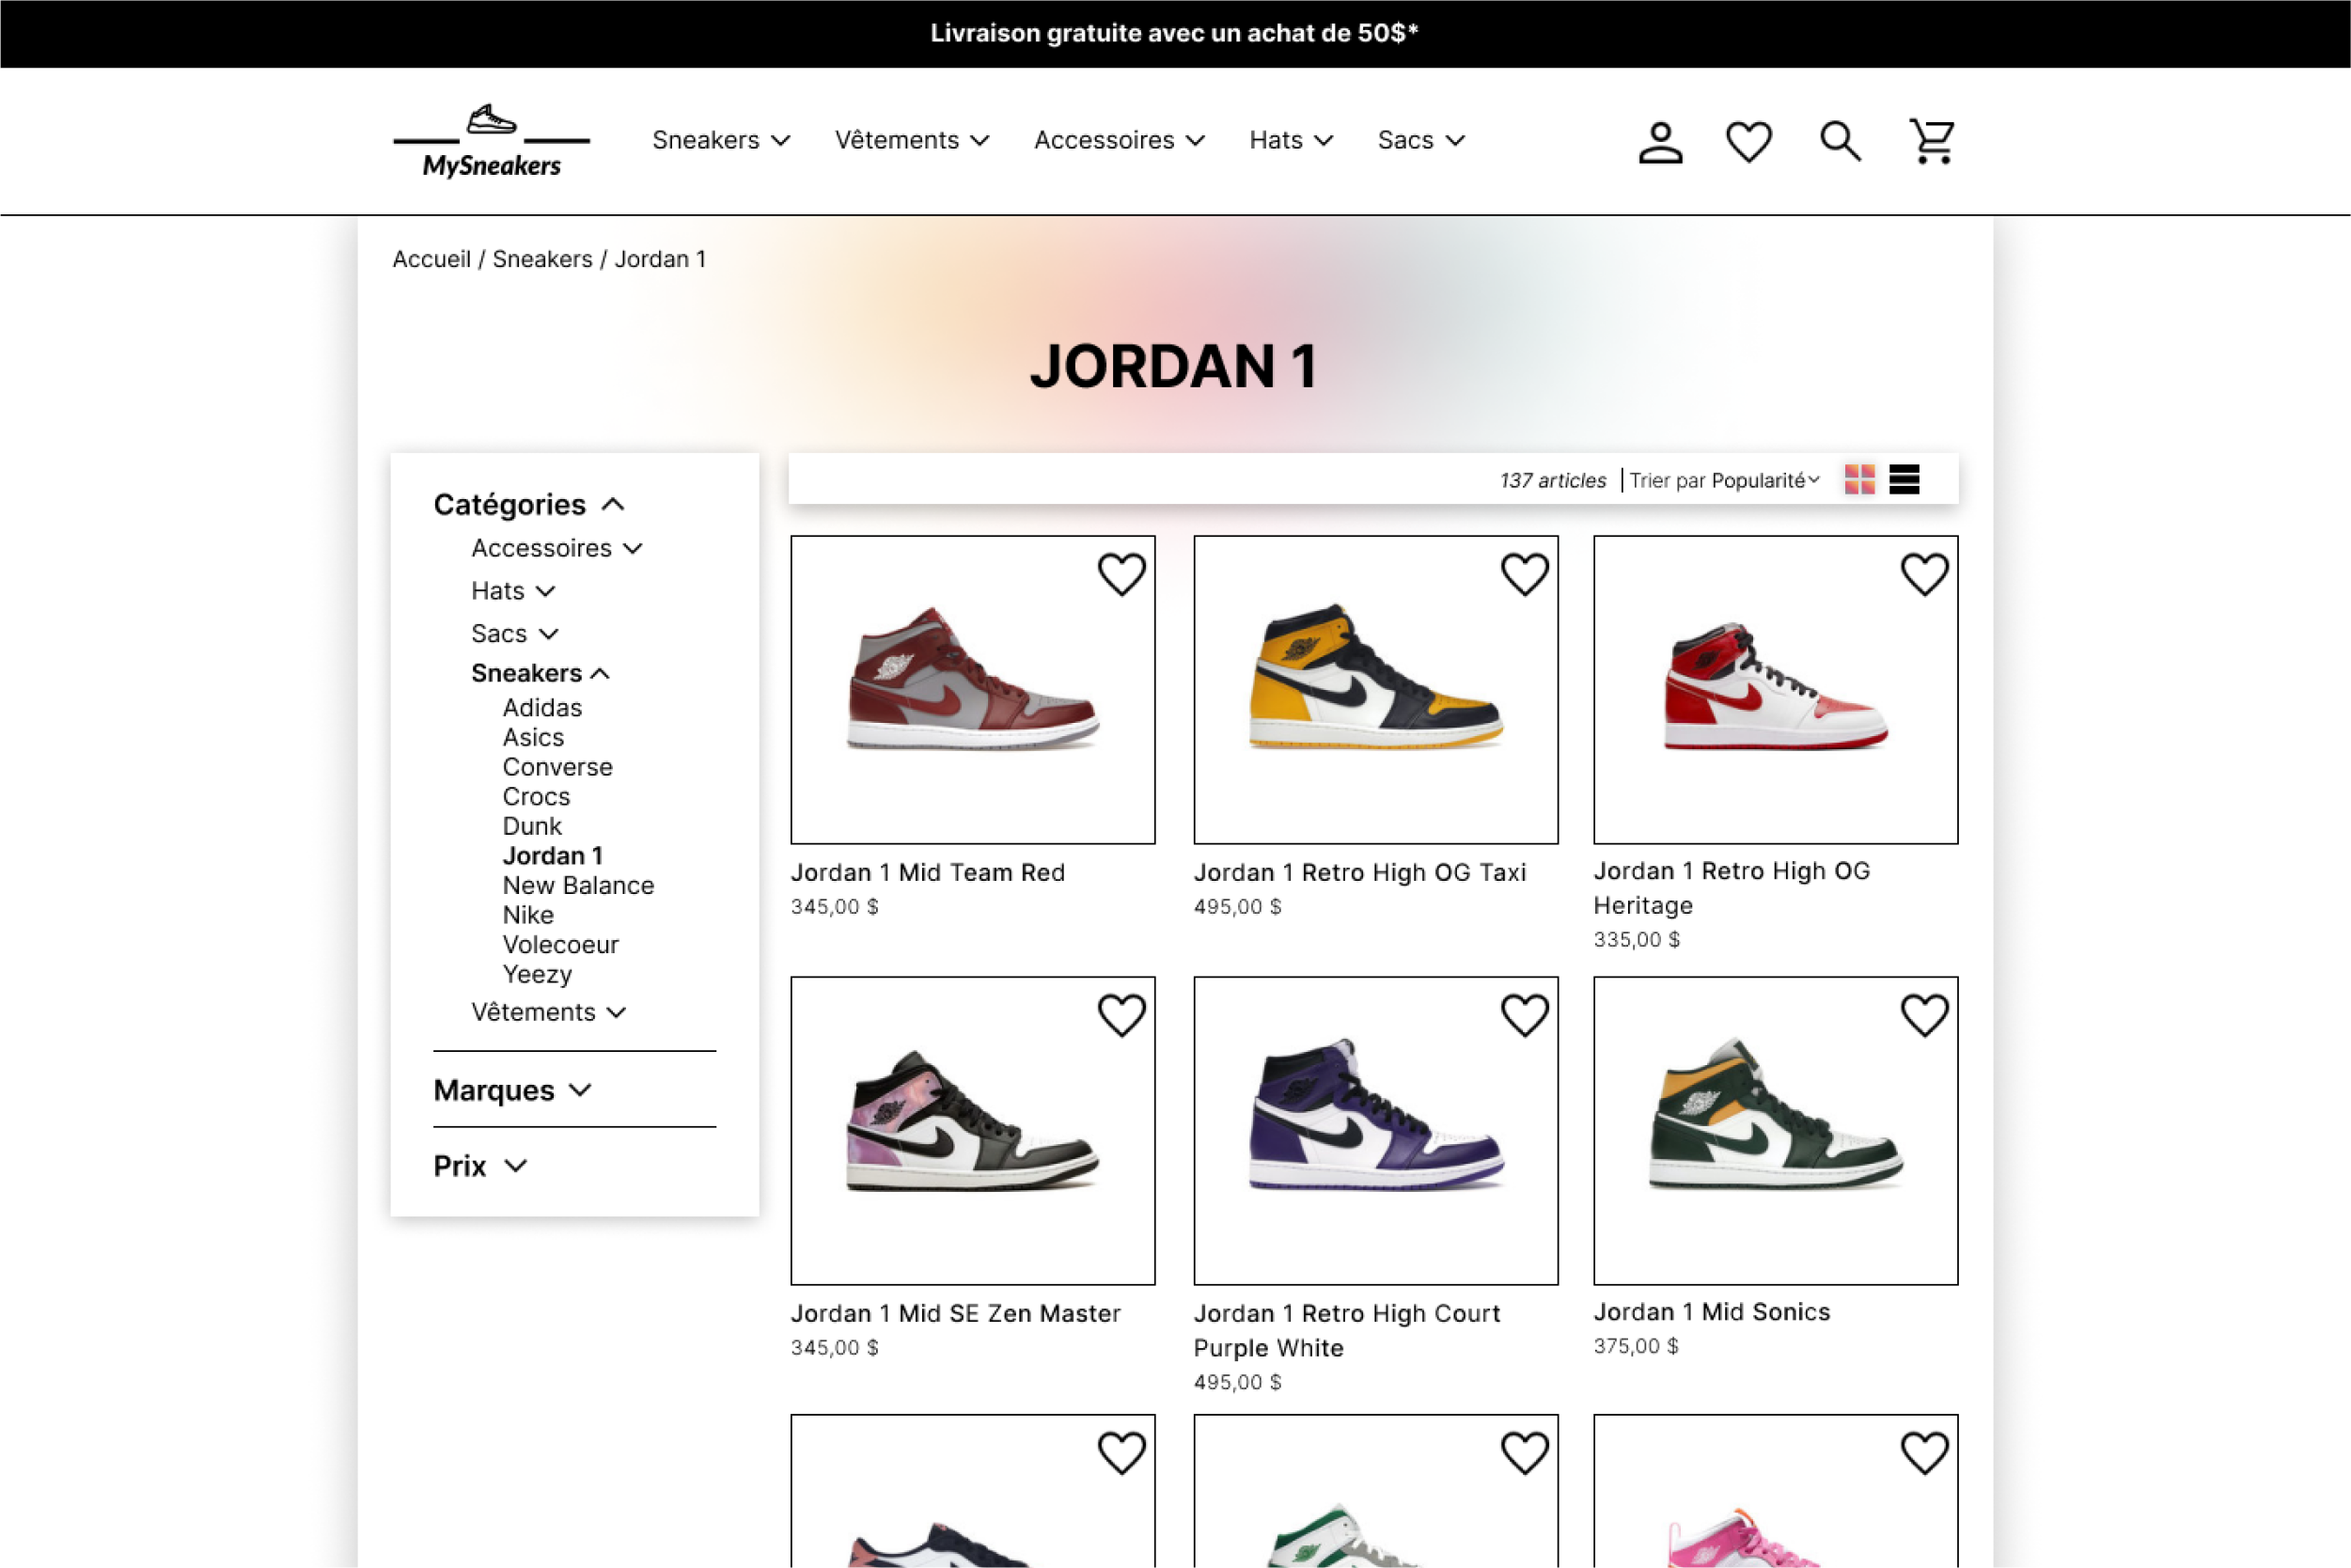 Livraison gratuite avec un achat de 50$*
MySneakers
Sneakers
Vêtements
Accessoires
Hats
Sacs
Accueil / Sneakers / Jordan 1
JORDAN 1
137 articles | Trier par Popularité
Catégories
Accessoires
Hats
Sacs
Sneakers
Adidas
Asics
Converse
Crocs
Dunk
Jordan 1
New Balance
Nike
Volecoeur
Yeezy
Vêtements
Marques
Prix
Jordan 1 Mid Team Red
345,00 $
Jordan 1 Retro High OG Taxi
495,00 $
Jordan 1 Retro High OG
Heritage
335,00 $
Jordan 1 Mid SE Zen Master
345,00 $
Jordan 1 Retro High Court
Purple White
495,00 $
Jordan 1 Mid Sonics
375,00 $